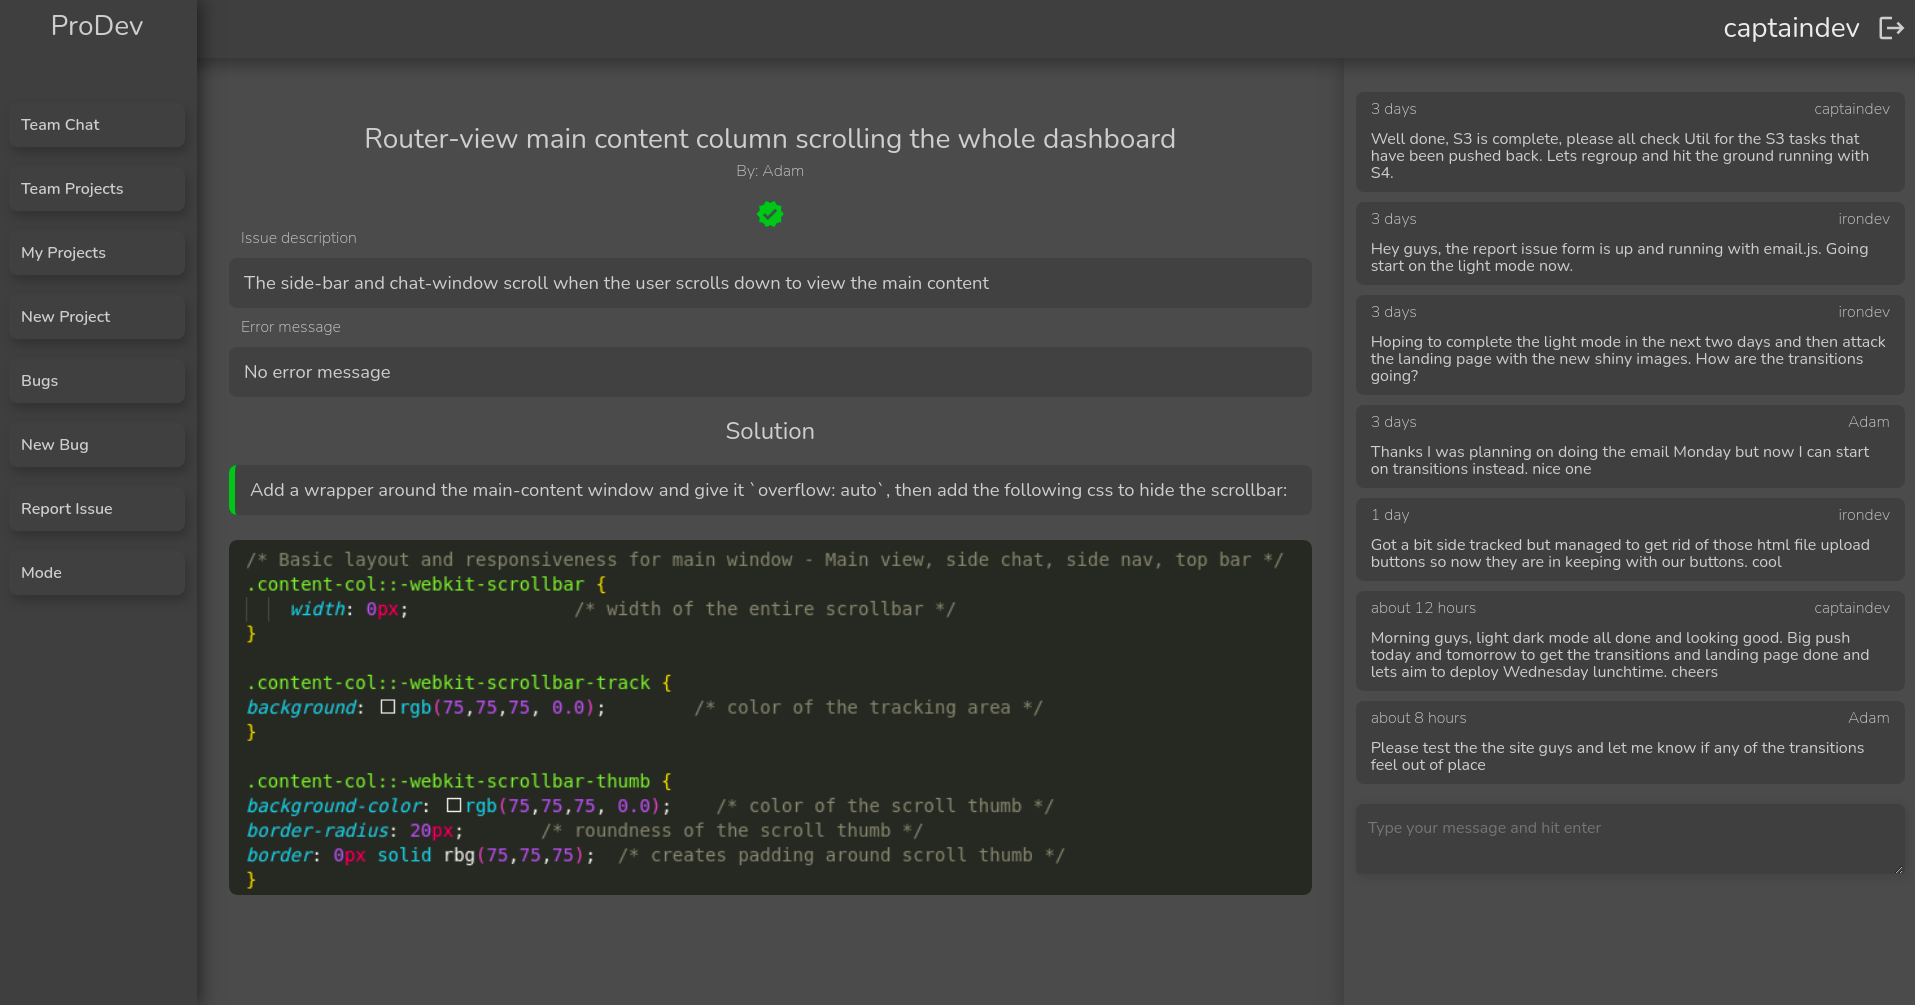 ProDev
captaindev
Team Chat
Team Projects
My Projects
New Project
Bugs
New Bug
Report Issue
Mode
Router-view main content column scrolling the whole dashboard
By: Adam
Issue description
The side-bar and chat-window scroll when the user scrolls down to view the main content
Error message
No error message
Solution
Add a wrapper around the main-content window and give it `overflow: auto`, then add the following css to hide the scrollbar:
/* Basic layout and responsiveness for main window - Main view, side chat, side nav, top bar */
.content-col::-webkit-scrollbar {
width: 0px; /* width of the entire scrollbar */
}
.content-col::-webkit-scrollbar-track {
background: rgb(75,75,75, 0.0); /* color of the tracking area */
}
.content-col::-webkit-scrollbar-thumb {
background-color: rgb(75,75,75, 0.0); /* color of the scroll thumb */
border-radius: 20px; /* roundness of the scroll thumb */
border: 0px solid rbg(75,75,75); /* creates padding around scroll thumb */
}
3 days captaindev
Well done, S3 is complete, please all check Util for the S3 tasks that
have been pushed back. Lets regroup and hit the ground running with
S4.
3 days irondev
Hey guys, the report issue form is up and running with email.js. Going
start on the light mode now.
3 days irondev
Hoping to complete the light mode in the next two days and then attack
the landing page with the new shiny images. How are the transitions
going?
3 days Adam
Thanks I was planning on doing the email Monday but now I can start
on transitions instead. nice one
1 day irondev
Got a bit side tracked but managed to get rid of those html file upload
buttons so now they are in keeping with our buttons. cool
about 12 hours captaindev
Morning guys, light dark mode all done and looking good. Big push
today and tomorrow to get the transitions and landing page done and
lets aim to deploy Wednesday lunchtime. cheers
about 8 hours Adam
Please test the the site guys and let me know if any of the transitions
feel out of place
Type your message and hit enter